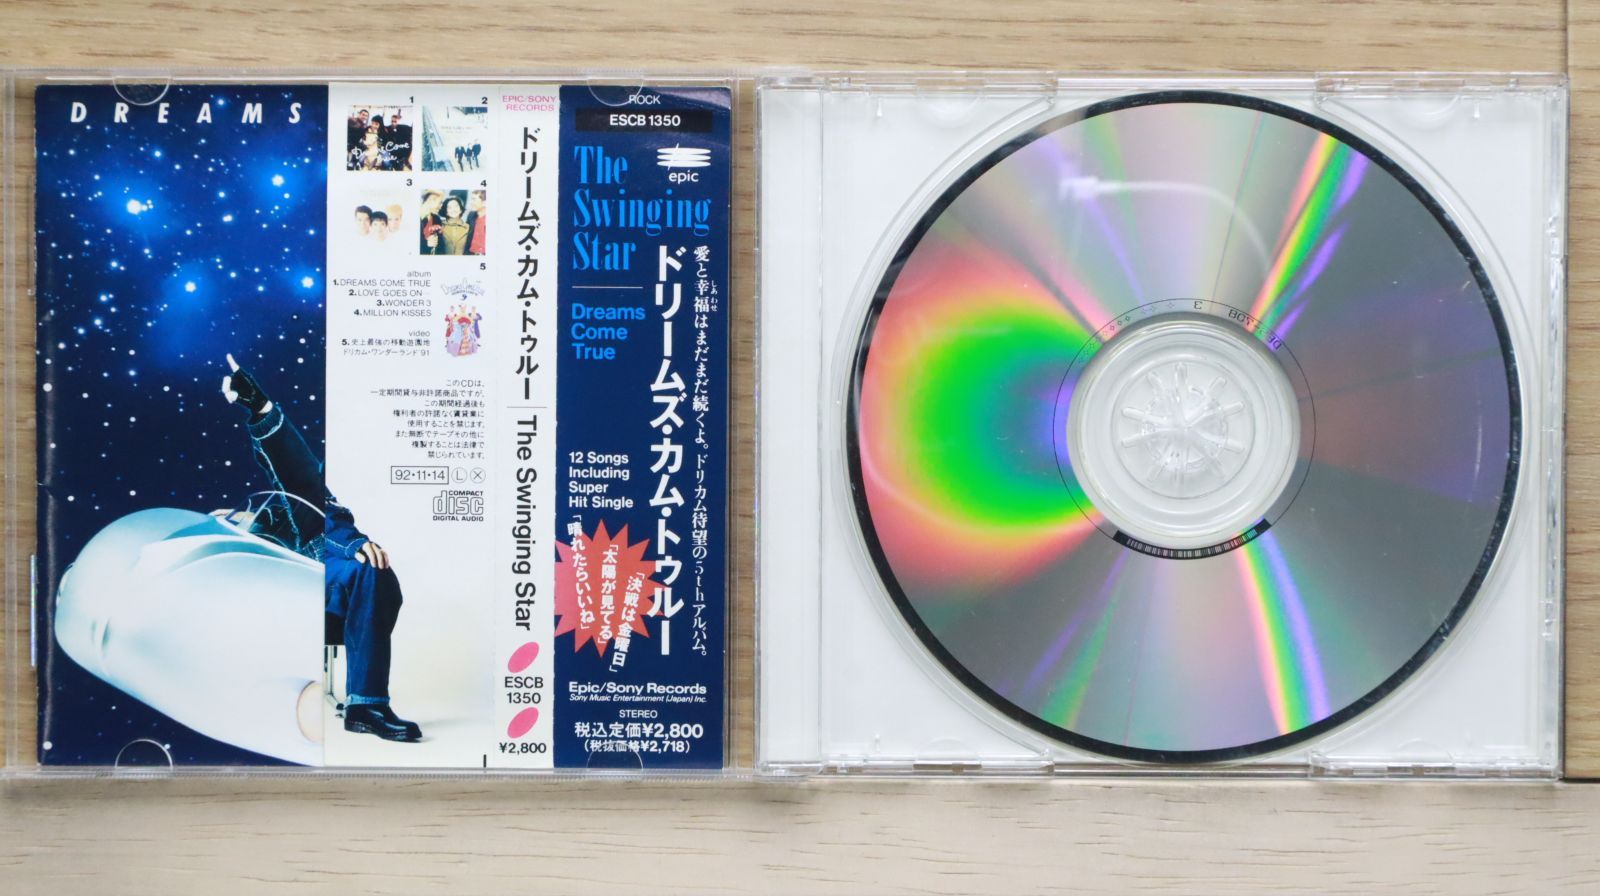 DREAMS
1
2
3
4
5
album
1.DREAMS COME TRUE
2.LOVE GOES ON…
3.WONDER 3
4.MILLION KISSES
video
5.史上最強の移動遊園地
ドリカム・ワンダーランド'91
このCDは、
一定期間貸与非許諾商品ですが、
この期間経過後も
権利者の許諾なく賃貸業に
使用することを禁じます。
また無断でテープその他に
複製することは法律で
禁じられています。
92・11・14 L X
COMPACT
disc
DIGITAL AUDIO
EPIC/SONY
RECORDS
ドリームズ・カム・トゥルー
The Swinging Star
ESCB
1350
¥2,800
ROCK
ESCB 1350
The
Swinging
Star
epic
Dreams
Come
True
愛と幸福はまだまだ続くよ。ドリカム待望の5thアルバム。
しあわせ
ドリームズ・カム・トゥルー
12 Songs
Including
Super
Hit Single
「決戦は金曜日」
「太陽が見てる」
「晴れたらいいね」
Epic/Sony Records
Sony Music Entertainment (Japan) Inc.
STEREO
税込定価¥2,800
(税抜価格¥2,718)